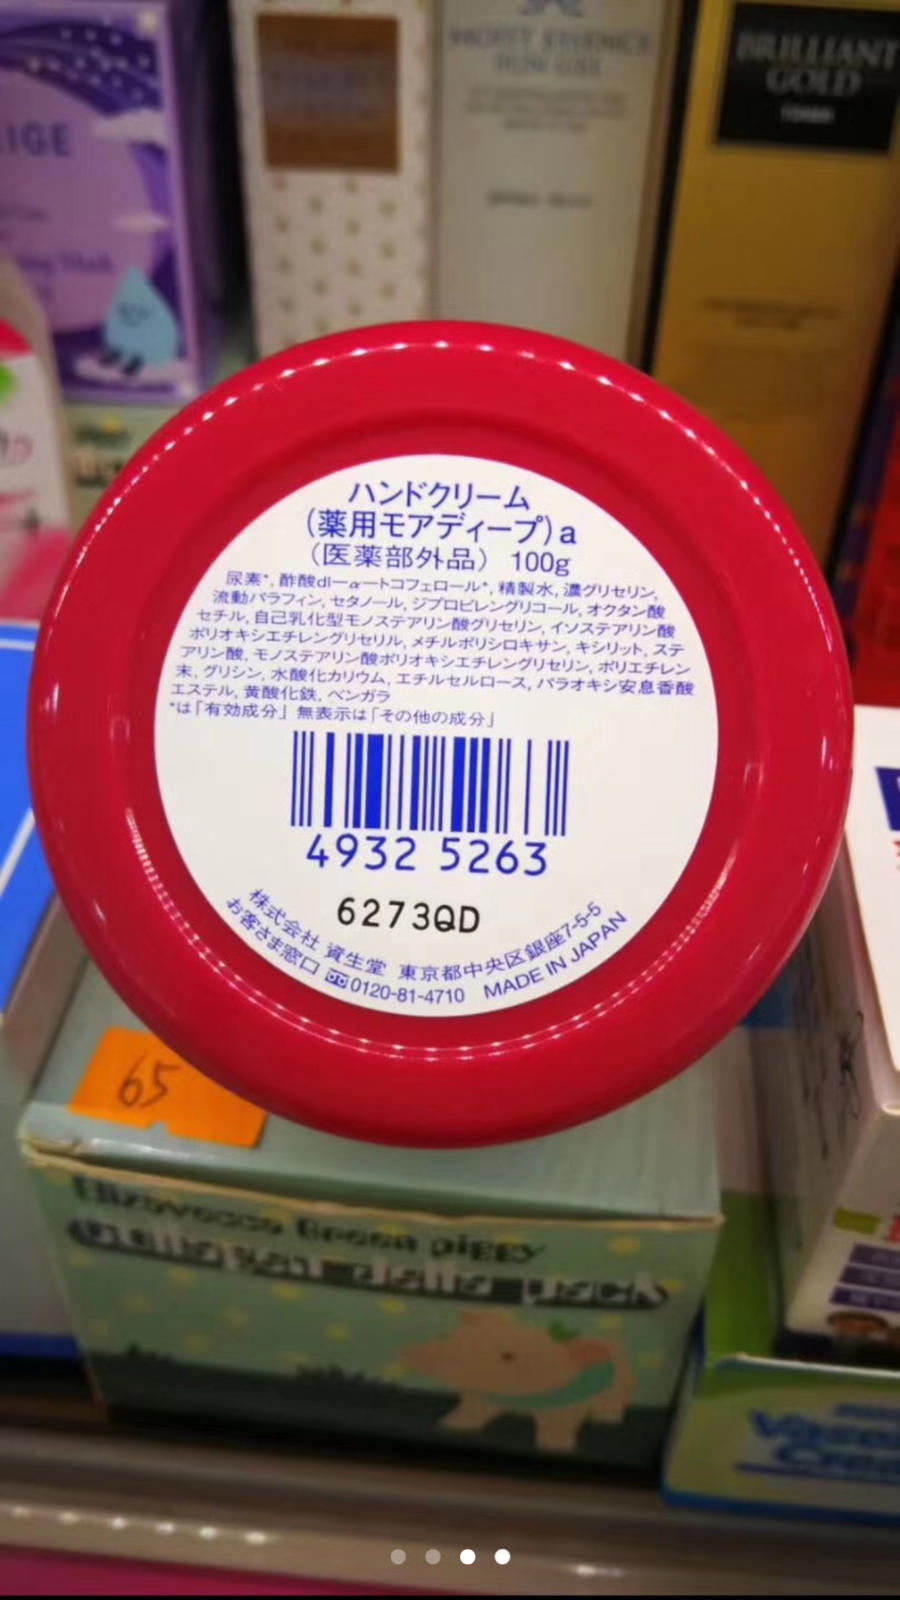 BRILLIANT
GOLD
TONER
MOIST ESSENCE
SUN GEL
ハンドクリーム
(薬用モアディープ)a
(医薬部外品) 100g
尿素*, 酢酸dl－α－トコフェロール*, 精製水, 濃グリセリン,
流動パラフィン, セタノール, ジプロピレングリコール, オクタン酸
セチル, 自己乳化型モノステアリン酸グリセリン, イソステアリン酸
ポリオキシエチレングリセリル, メチルポリシロキサン, キシリット, ステ
アリン酸, モノステアリン酸ポリオキシエチレングリセリン, ポリエチレン
末, グリシン, 水酸化カリウム, エチルセルロース, パラオキシ安息香酸
エステル, 黄酸化鉄, ベンガラ
*は「有効成分」 無表示は「その他の成分」
4932 5263
6273QD
株式会社 資生堂 東京都中央区銀座7-5-5
お客さま窓口 0120-81-4710 MADE IN JAPAN
65